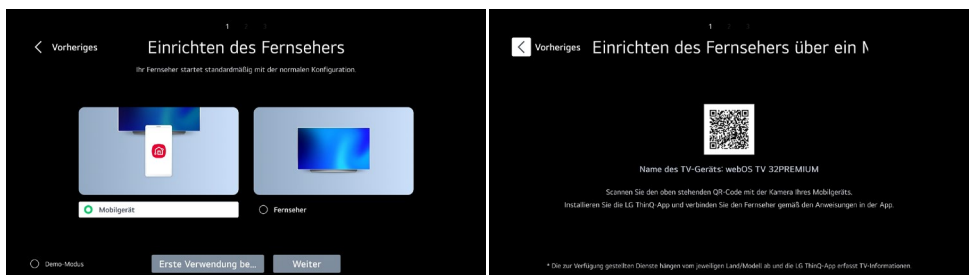 1 2 3
Vorheriges
Einrichten des Fernsehers
Ihr Fernseher startet standardmäßig mit der normalen Konfiguration.
Mobilgerät
Fernseher
Demo-Modus
Erste Verwendung be...
Weiter
1 2 3
Vorheriges
Einrichten des Fernsehers über ein M
Name des TV-Geräts: webOS TV 32PREMIUM
Scannen Sie den oben stehenden QR-Code mit der Kamera Ihres Mobilgeräts.
Installieren Sie die LG ThinQ-App und verbinden Sie den Fernseher gemäß den Anweisungen in der App.
* Die zur Verfügung gestellten Dienste hängen vom jeweiligen Land/Modell ab und die LG ThinQ-App erfasst TV-Informationen.